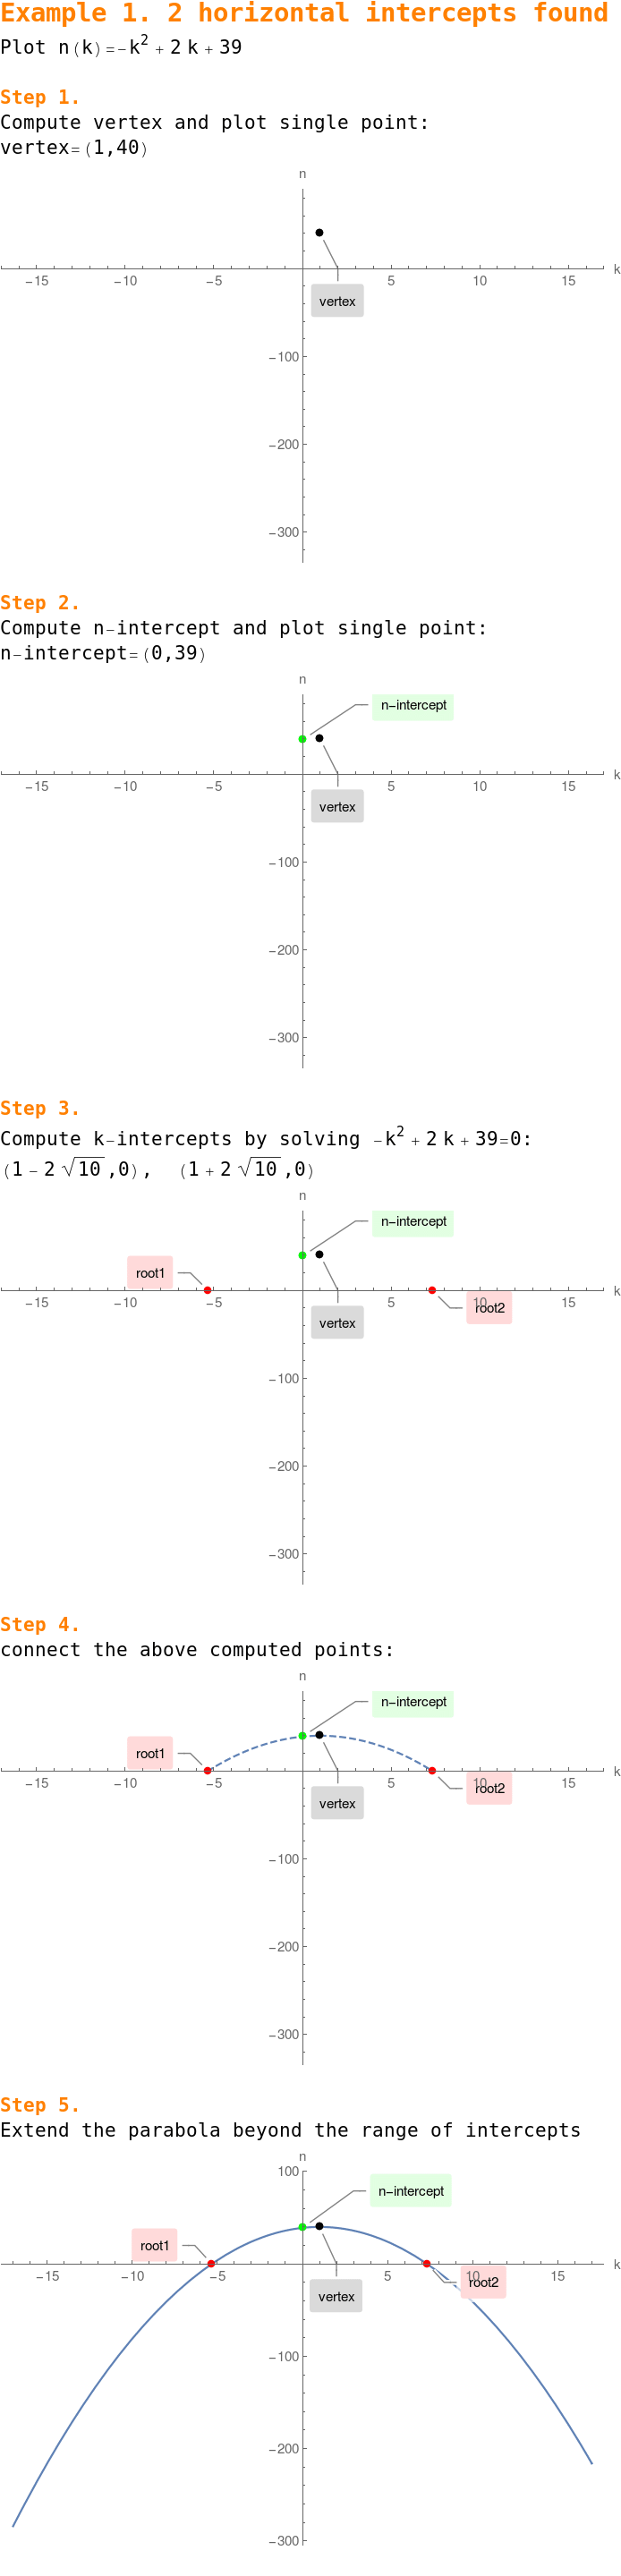 Example 1. 2 horizontal intercepts found
Plot n(k)=-k² + 2 k + 39
Step 1.
Compute vertex and plot single point:
vertex=(1,40)
n
k
-15 -10 -5 5 10 15
vertex
-100
-200
-300
Step 2.
Compute n-intercept and plot single point:
n-intercept=(0,39)
n
n-intercept
k
-15 -10 -5 5 10 15
vertex
-100
-200
-300
Step 3.
Compute k-intercepts by solving -k² + 2 k + 39=0:
(1 - 2 √10 ,0), (1 + 2 √10 ,0)
n
n-intercept
root1
k
-15 -10 -5 5 10 15
root2
vertex
-100
-200
-300
Step 4.
connect the above computed points:
n
n-intercept
root1
k
-15 -10 -5 5 10 15
root2
vertex
-100
-200
-300
Step 5.
Extend the parabola beyond the range of intercepts
n
100
n-intercept
root1
k
-15 -10 -5 5 10 15
root2
vertex
-100
-200
-300